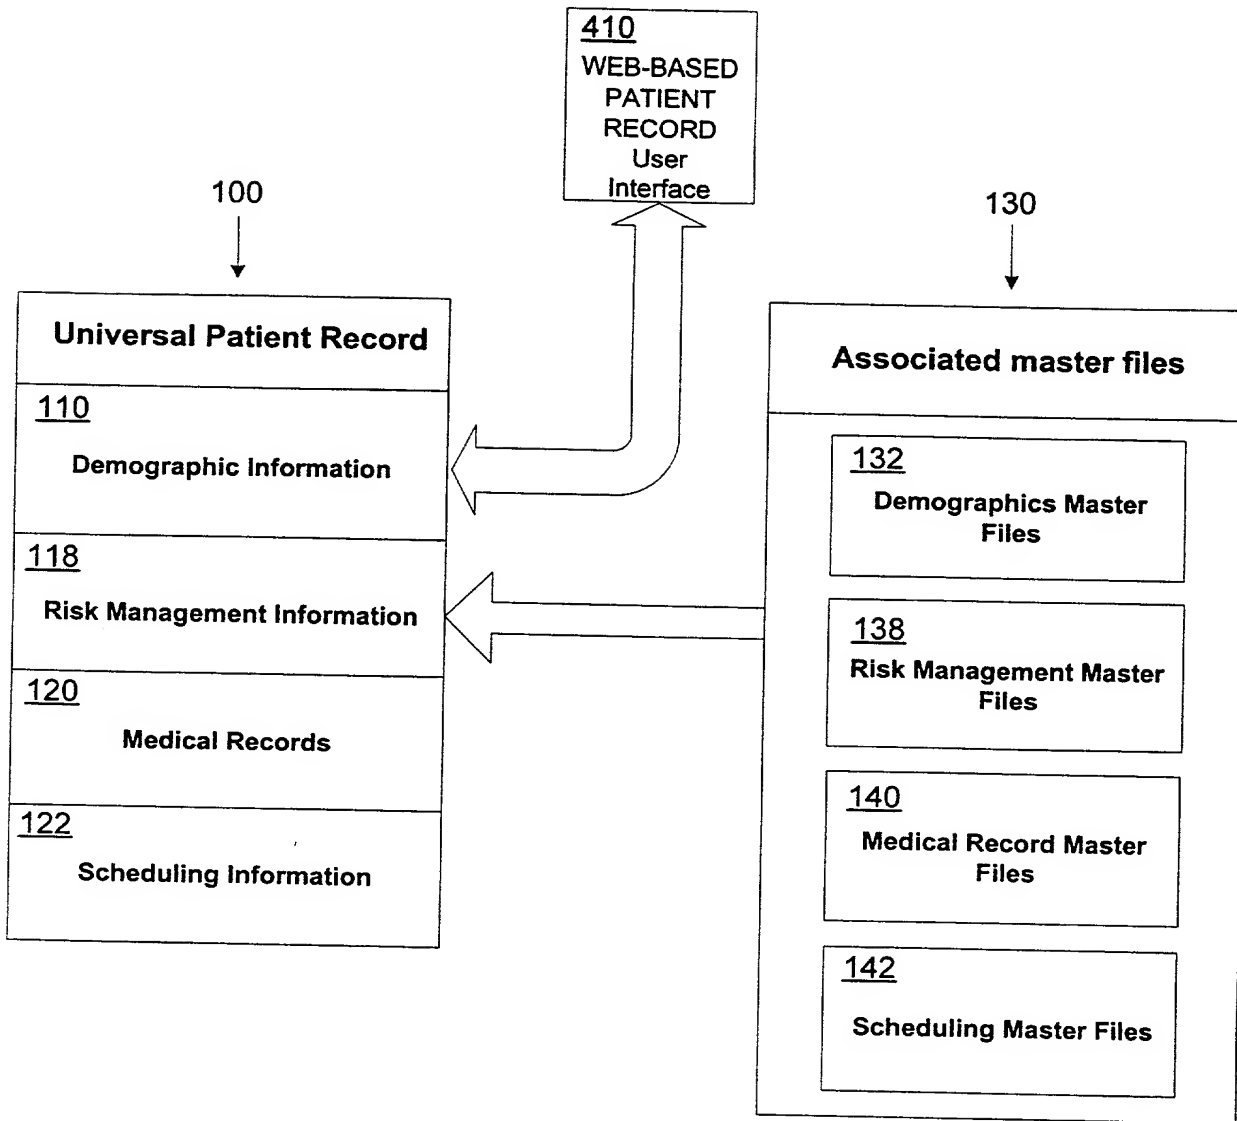 410
WEB-BASED
PATIENT
RECORD
User
Interface
100
130
Universal Patient Record
110
Demographic Information
118
Risk Management Information
120
Medical Records
122
Scheduling Information
Associated master files
132
Demographics Master
Files
138
Risk Management Master
Files
140
Medical Record Master
Files
142
Scheduling Master Files